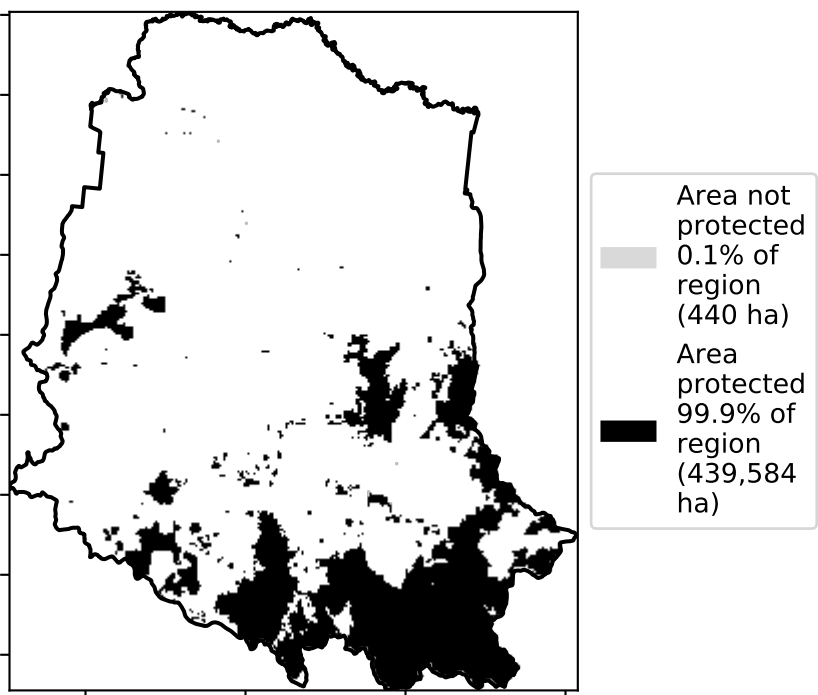 Area not
protected
0.1% of
region
(440 ha)
Area
protected
99.9% of
region
(439,584
ha)